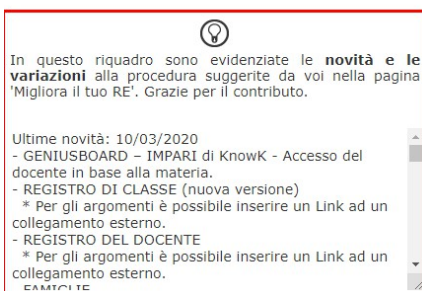 In questo riquadro sono evidenziate le novità e le
variazioni alla procedura suggerite da voi nella pagina
'Migliora il tuo RE'. Grazie per il contributo.
Ultime novità: 10/03/2020
- GENIUSBOARD – IMPARI di KnowK - Accesso del
docente in base alla materia.
- REGISTRO DI CLASSE (nuova versione)
* Per gli argomenti è possibile inserire un Link ad un
collegamento esterno.
- REGISTRO DEL DOCENTE
* Per gli argomenti è possibile inserire un Link ad un
collegamento esterno.
- FAMIGLIE